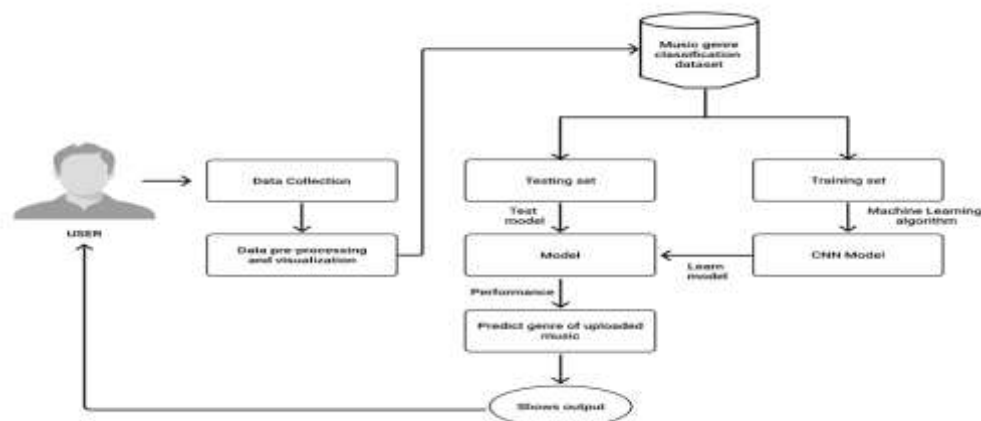 Music genre
classification
dataset
Data Collection
Testing set
Training set
USER
Test
model
Machine Learning
algorithm
Data pre-processing
and visualization
Model
Learn
model
CNN Model
Performance
Predict genre of uploaded
music
Shows output